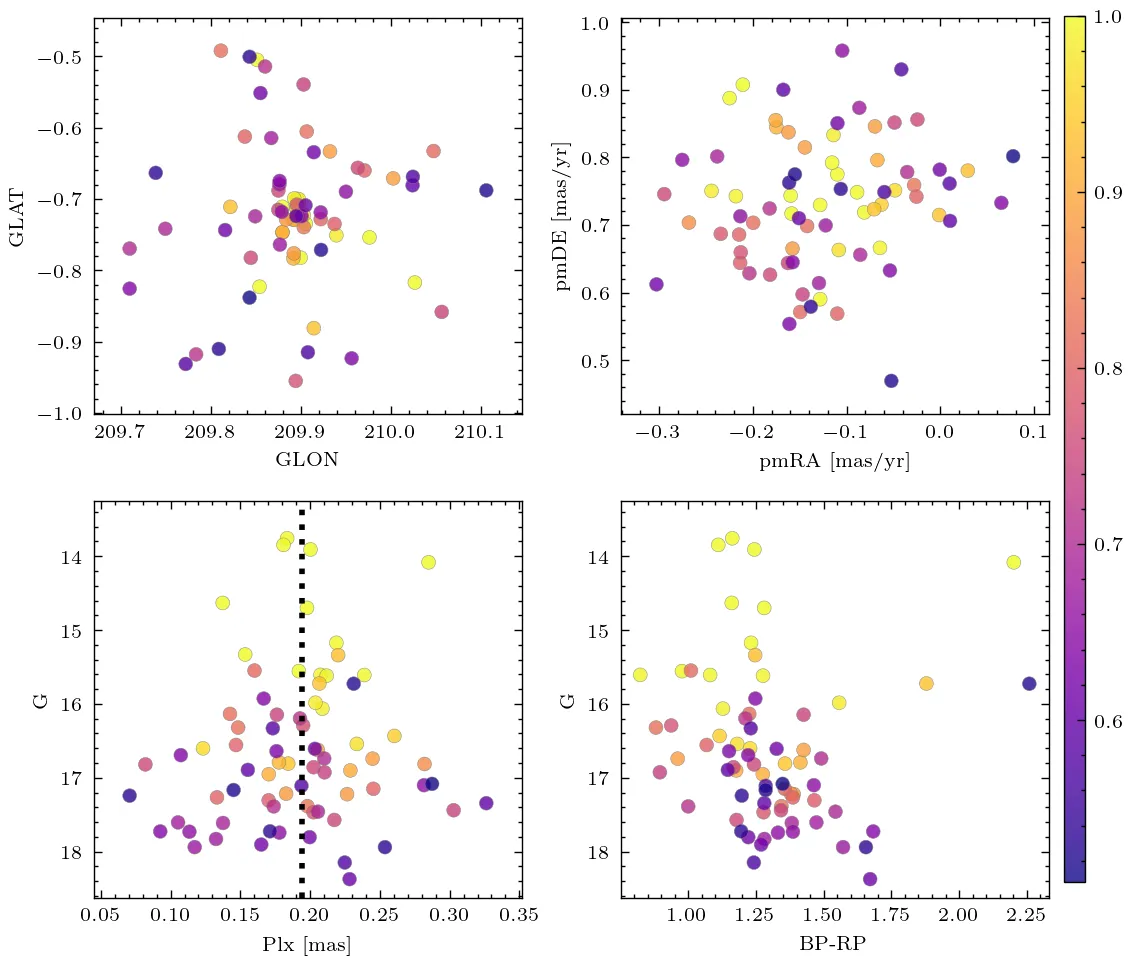 −0.5
−0.6
−0.7
−0.8
−0.9
−1.0
GLAT
209.7 209.8 209.9 210.0 210.1
GLON
1.0
0.9
0.8
0.7
0.6
0.5
pmDE [mas/yr]
−0.3 −0.2 −0.1 0.0 0.1
pmRA [mas/yr]
1.0
0.9
0.8
0.7
0.6
14
15
16
17
18
G
0.05 0.10 0.15 0.20 0.25 0.30 0.35
Plx [mas]
14
15
16
17
18
G
1.00 1.25 1.50 1.75 2.00 2.25
BP-RP